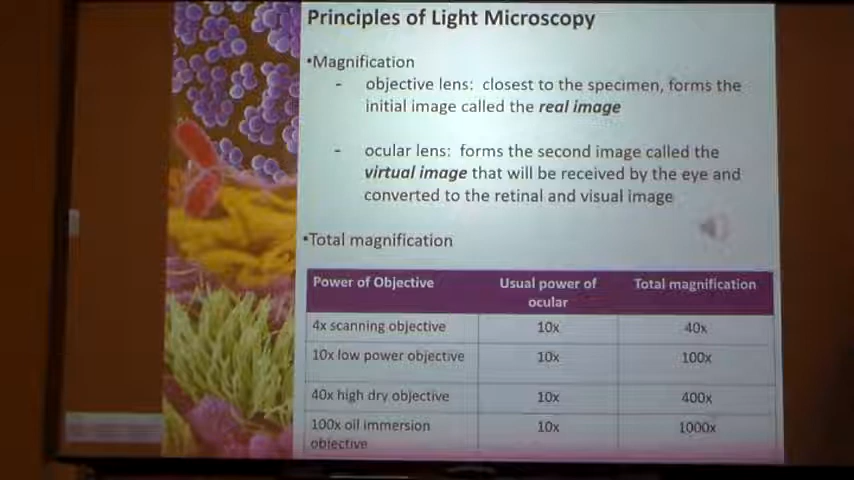 Principles of Light Microscopy
•Magnification
- objective lens: closest to the specimen, forms the
initial image called the real image
- ocular lens: forms the second image called the
virtual image that will be received by the eye and
converted to the retinal and visual image
•Total magnification
Power of Objective Usual power of ocular Total magnification
4x scanning objective 10x 40x
10x low power objective 10x 100x
40x high dry objective 10x 400x
100x oil immersion objective 10x 1000x